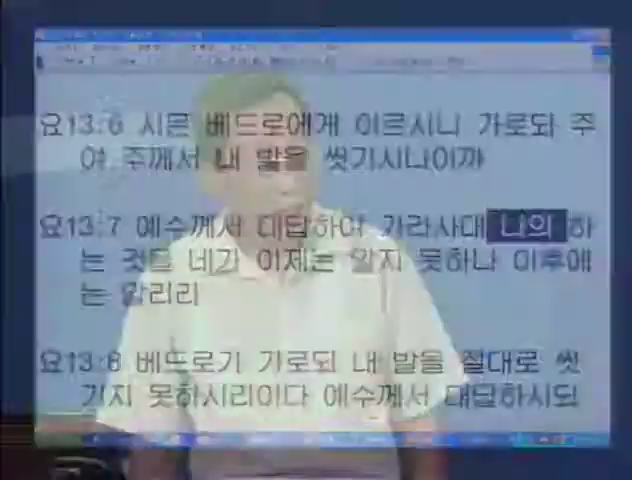 요13:6 시몬 베드로에게 이르시니 가로되 주
여 주께서 내 발을 씻기시나이까
요13:7 예수께서 대답하여 가라사대 나의 하
는 것을 네가 이제는 알지 못하나 이후에
는 알리라
요13:8 베드로가 가로되 내 발을 절대로 씻
기지 못하시리이다 예수께서 대답하시되